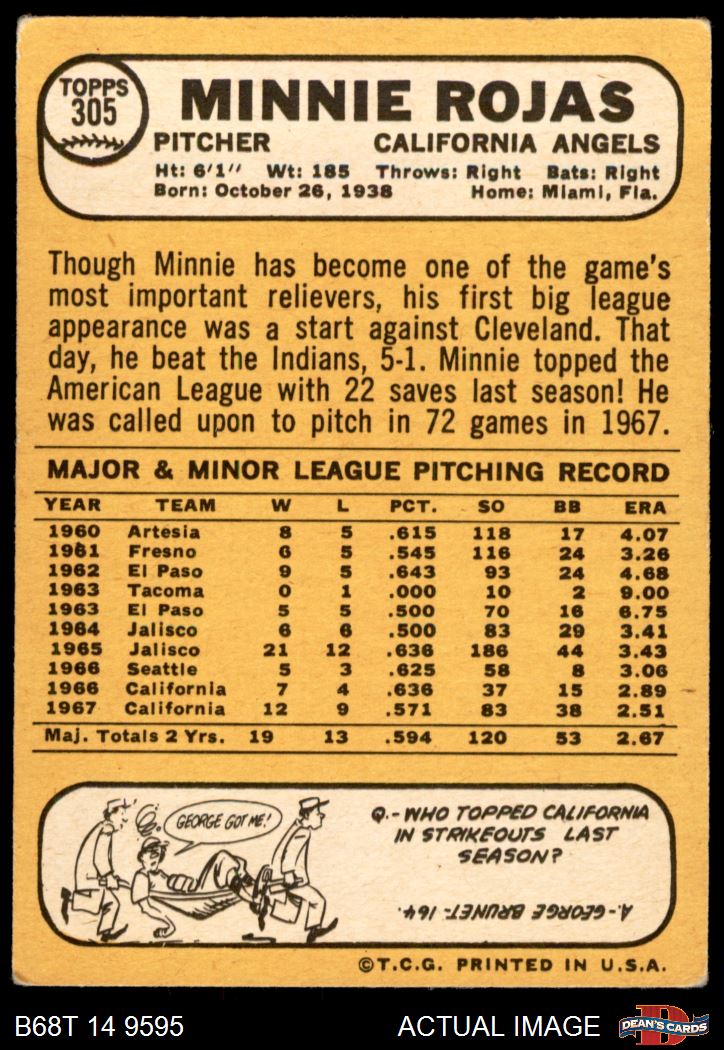 TOPPS
305
MINNIE ROJAS
PITCHER CALIFORNIA ANGELS
Ht: 6'1" Wt: 185 Throws: Right Bats: Right
Born: October 26, 1938 Home: Miami, Fla.
Though Minnie has become one of the game's
most important relievers, his first big league
appearance was a start against Cleveland. That
day, he beat the Indians, 5-1. Minnie topped the
American League with 22 saves last season! He
was called upon to pitch in 72 games in 1967.
MAJOR & MINOR LEAGUE PITCHING RECORD
YEAR TEAM W L PCT. SO BB ERA
1960 Artesia 8 5 .615 118 17 4.07
1961 Fresno 6 5 .545 116 24 3.26
1962 El Paso 9 5 .643 93 24 4.68
1963 Tacoma 0 1 .000 10 2 9.00
1963 El Paso 5 5 .500 70 16 6.75
1964 Jalisco 6 6 .500 83 29 3.41
1965 Jalisco 21 12 .636 186 44 3.43
1966 Seattle 5 3 .625 58 8 3.06
1966 California 7 4 .636 37 15 2.89
1967 California 12 9 .571 83 38 2.51
Maj. Totals 2 Yrs. 19 13 .594 120 53 2.67
GEORGE GOT ME!
Q.-WHO TOPPED CALIFORNIA
IN STRIKEOUTS LAST
SEASON?
A.-GEORGE BRUNET-164.
©T.C.G. PRINTED IN U.S.A.
B68T 14 9595 ACTUAL IMAGE
DEAN'S CARDS